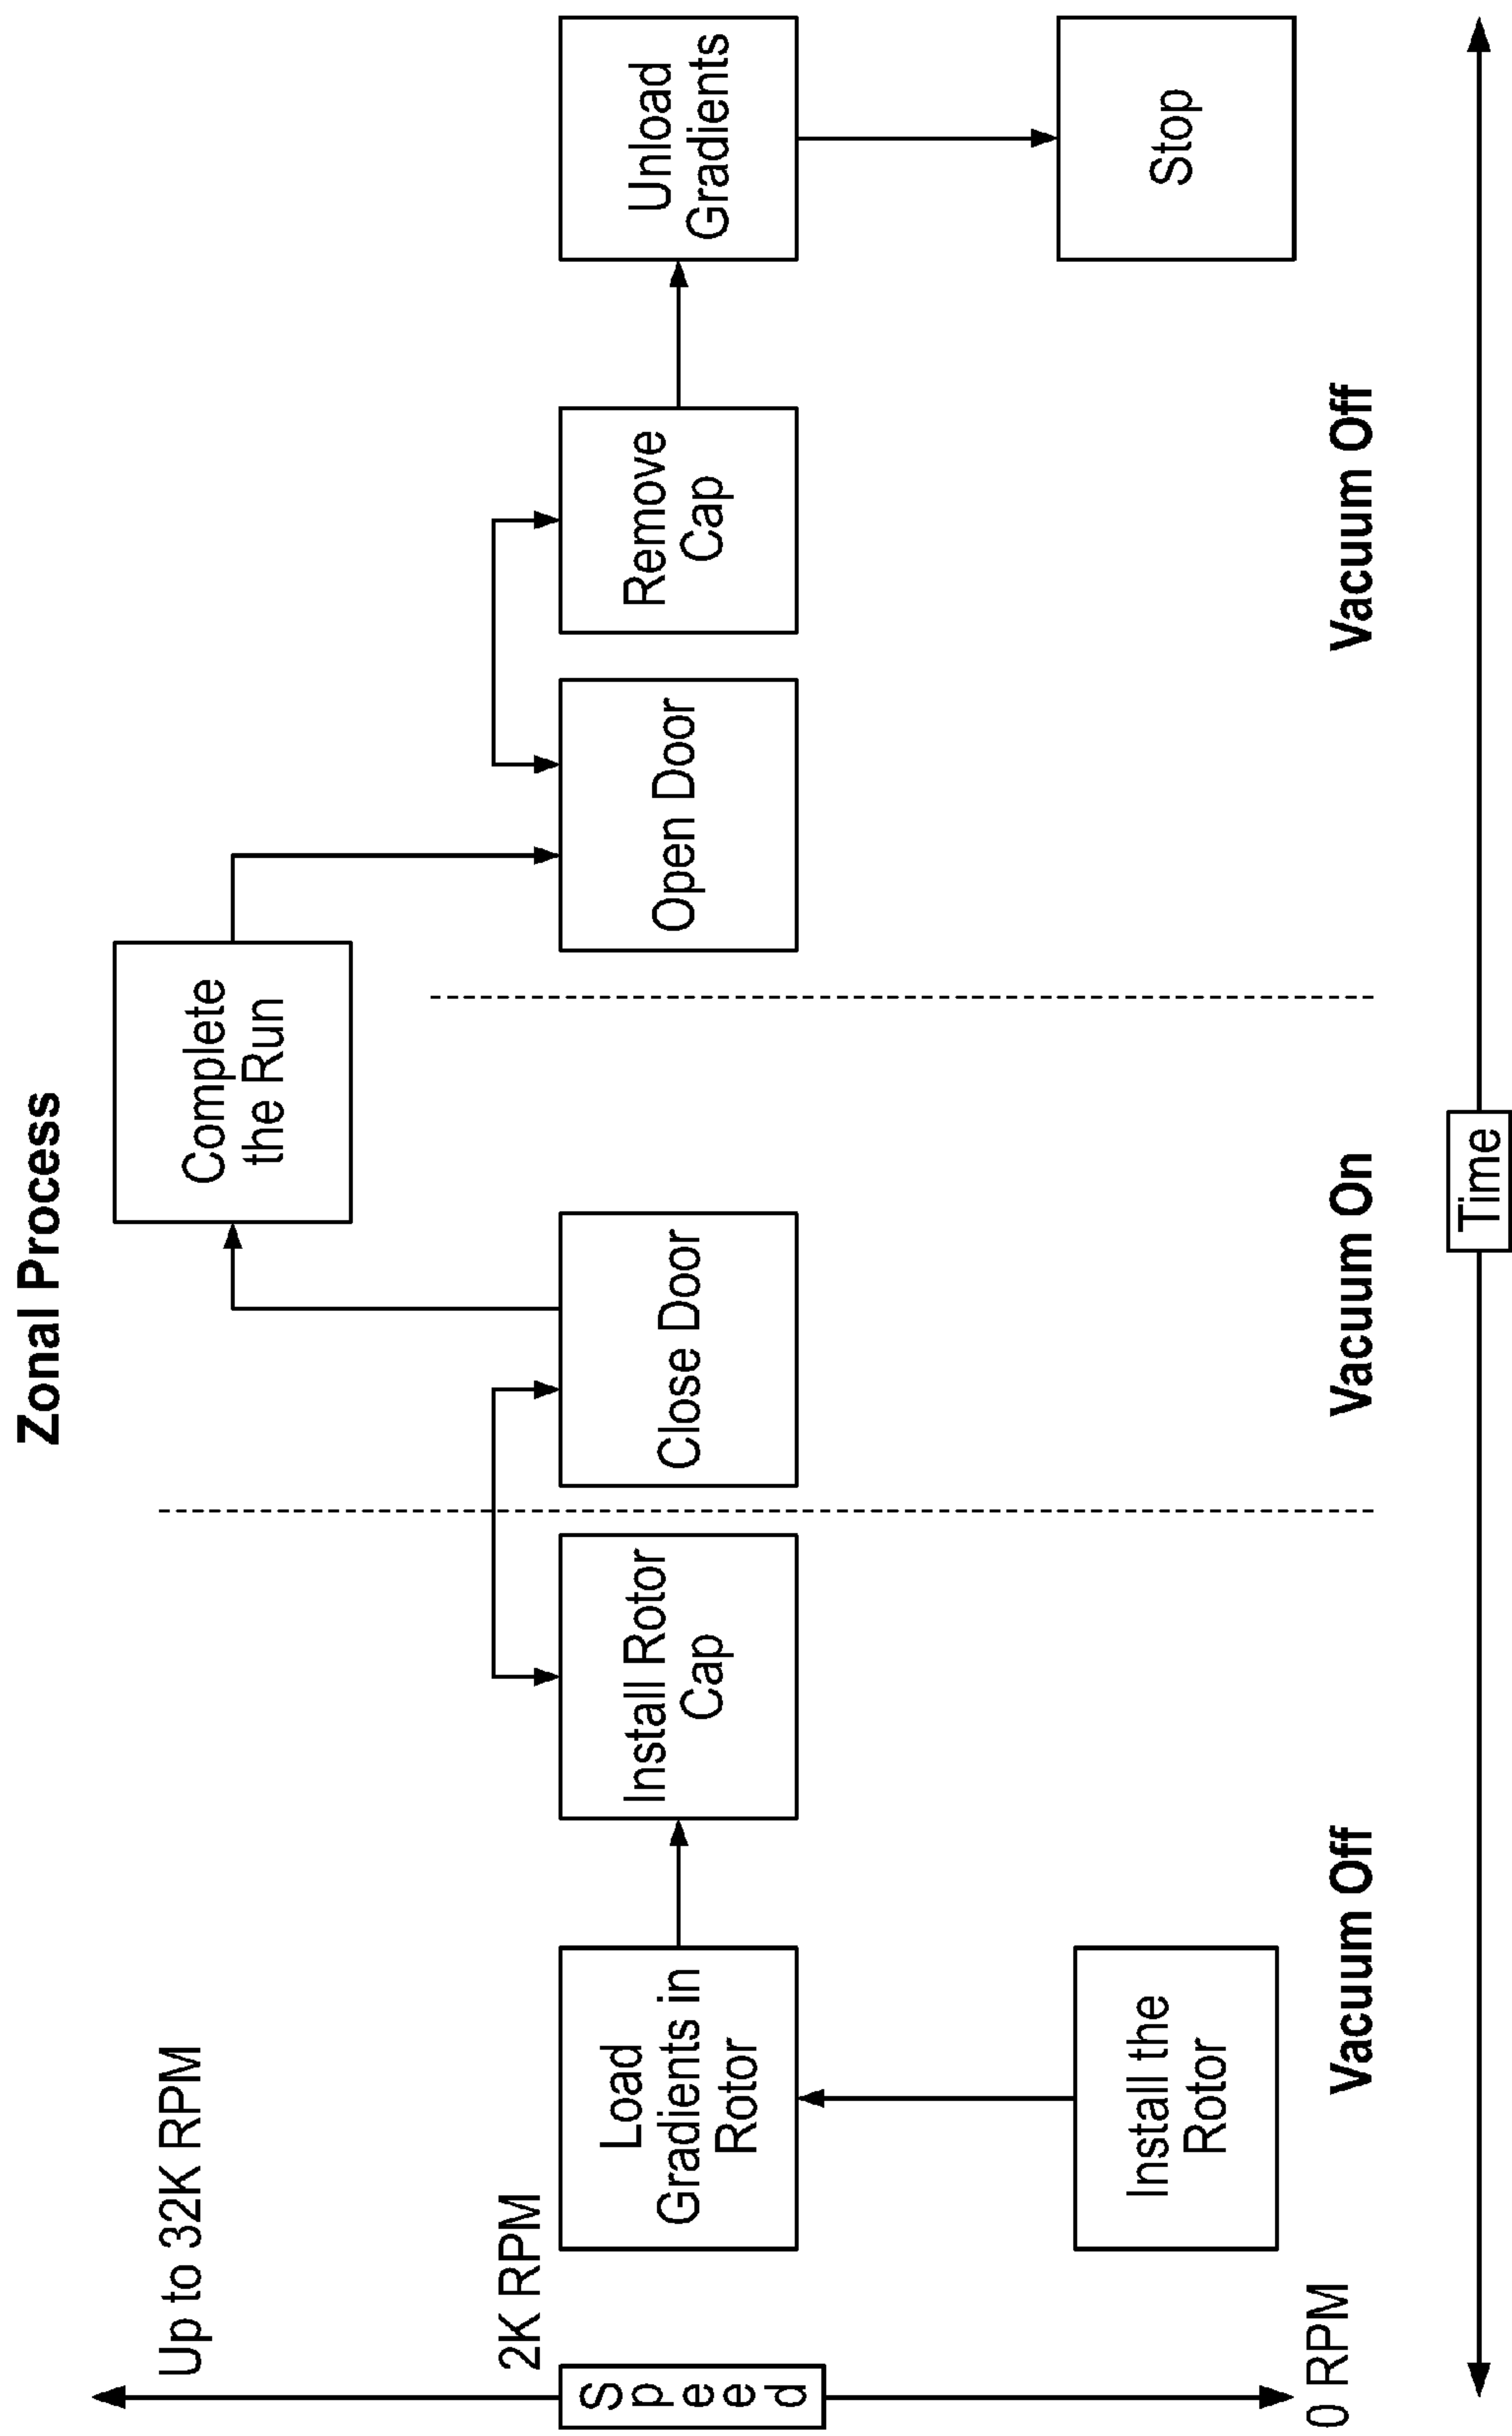 Zonal Process
Up to 32K RPM
Complete
the Run
2K RPM
Speed
Load
Gradients in
Rotor
Install Rotor
Cap
Close Door
Open Door
Remove
Cap
Unload
Gradients
Install the
Rotor
Stop
0 RPM
Vacuum Off
Vacuum On
Vacuum Off
Time